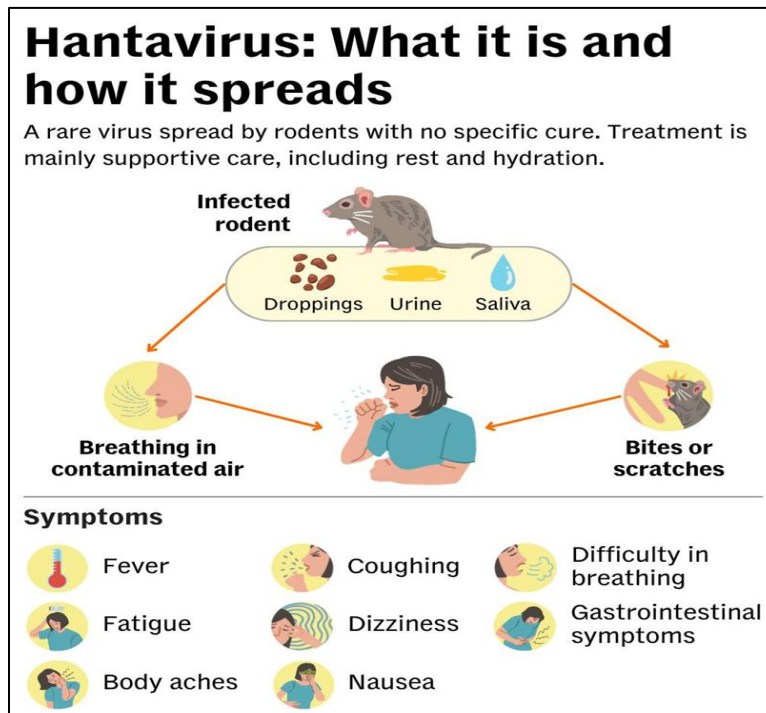 Hantavirus: What it is and
how it spreads
A rare virus spread by rodents with no specific cure. Treatment is
mainly supportive care, including rest and hydration.
Infected
rodent
Droppings
Urine
Saliva
Breathing in
contaminated air
Bites or
scratches
Symptoms
Fever
Coughing
Difficulty in
breathing
Fatigue
Dizziness
Gastrointestinal
symptoms
Body aches
Nausea